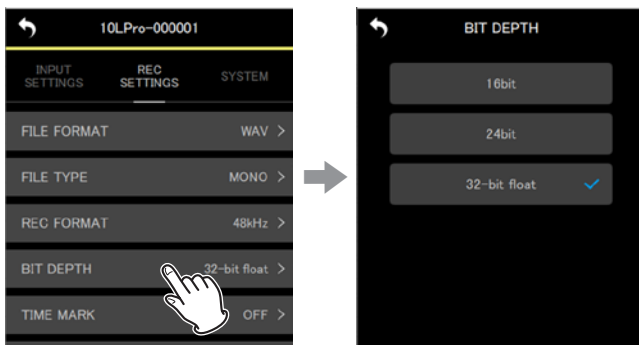 10LPro-000001
INPUT SETTINGS
REC SETTINGS
SYSTEM
FILE FORMAT WAV >
FILE TYPE MONO >
REC FORMAT 48kHz >
BIT DEPTH 32-bit float >
TIME MARK OFF >
BIT DEPTH
16bit
24bit
32-bit float